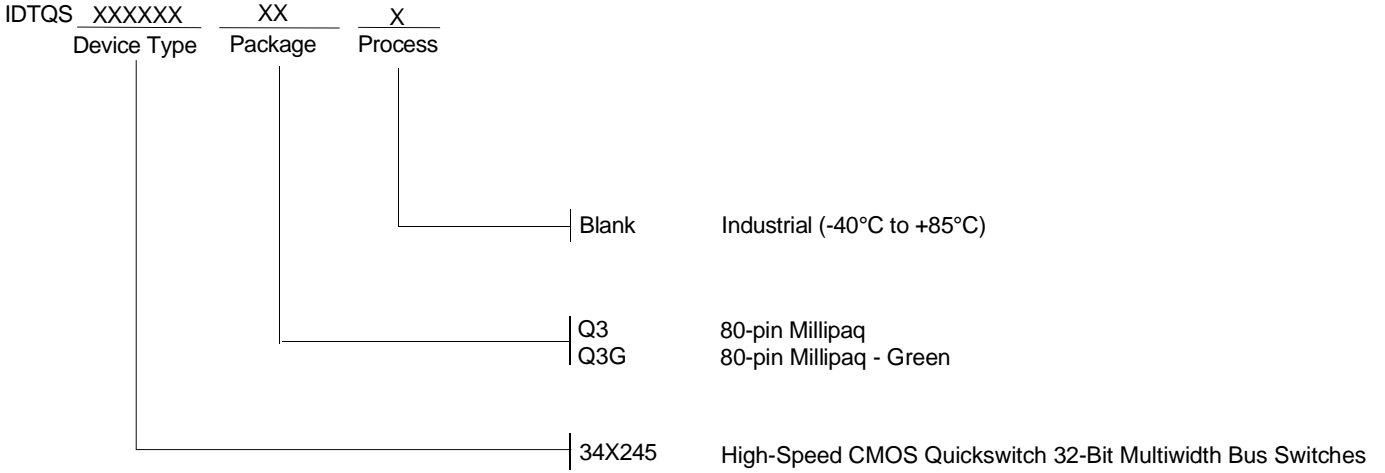 IDTQS XXXXXX XX X
Device Type Package Process
Blank Industrial (-40°C to +85°C)
Q3 80-pin Millipaq
Q3G 80-pin Millipaq - Green
34X245 High-Speed CMOS Quickswitch 32-Bit Multiwidth Bus Switches